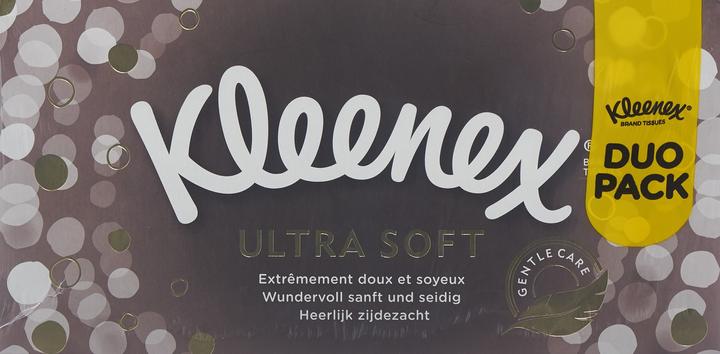 Kleenex®
ULTRA SOFT
Extrêmement doux et soyeux
Wundervoll sanft und seidig
Heerlijk zijdezacht
GENTLE CARE
Kleenex®
BRAND TISSUES
DUO
PACK